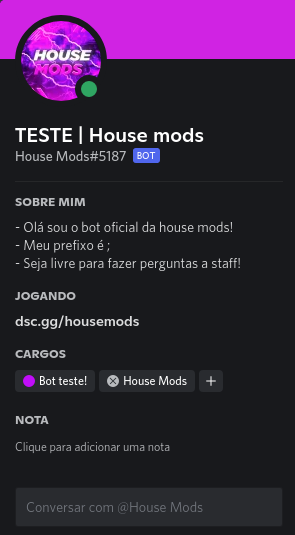 HOUSE
MODS
TESTE | House mods
House Mods#5187 BOT
SOBRE MIM
- Olá sou o bot oficial da house mods!
- Meu prefixo é ;
- Seja livre para fazer perguntas a staff!
JOGANDO
dsc.gg/housemods
CARGOS
Bot teste! House Mods +
NOTA
Clique para adicionar uma nota
Conversar com @House Mods